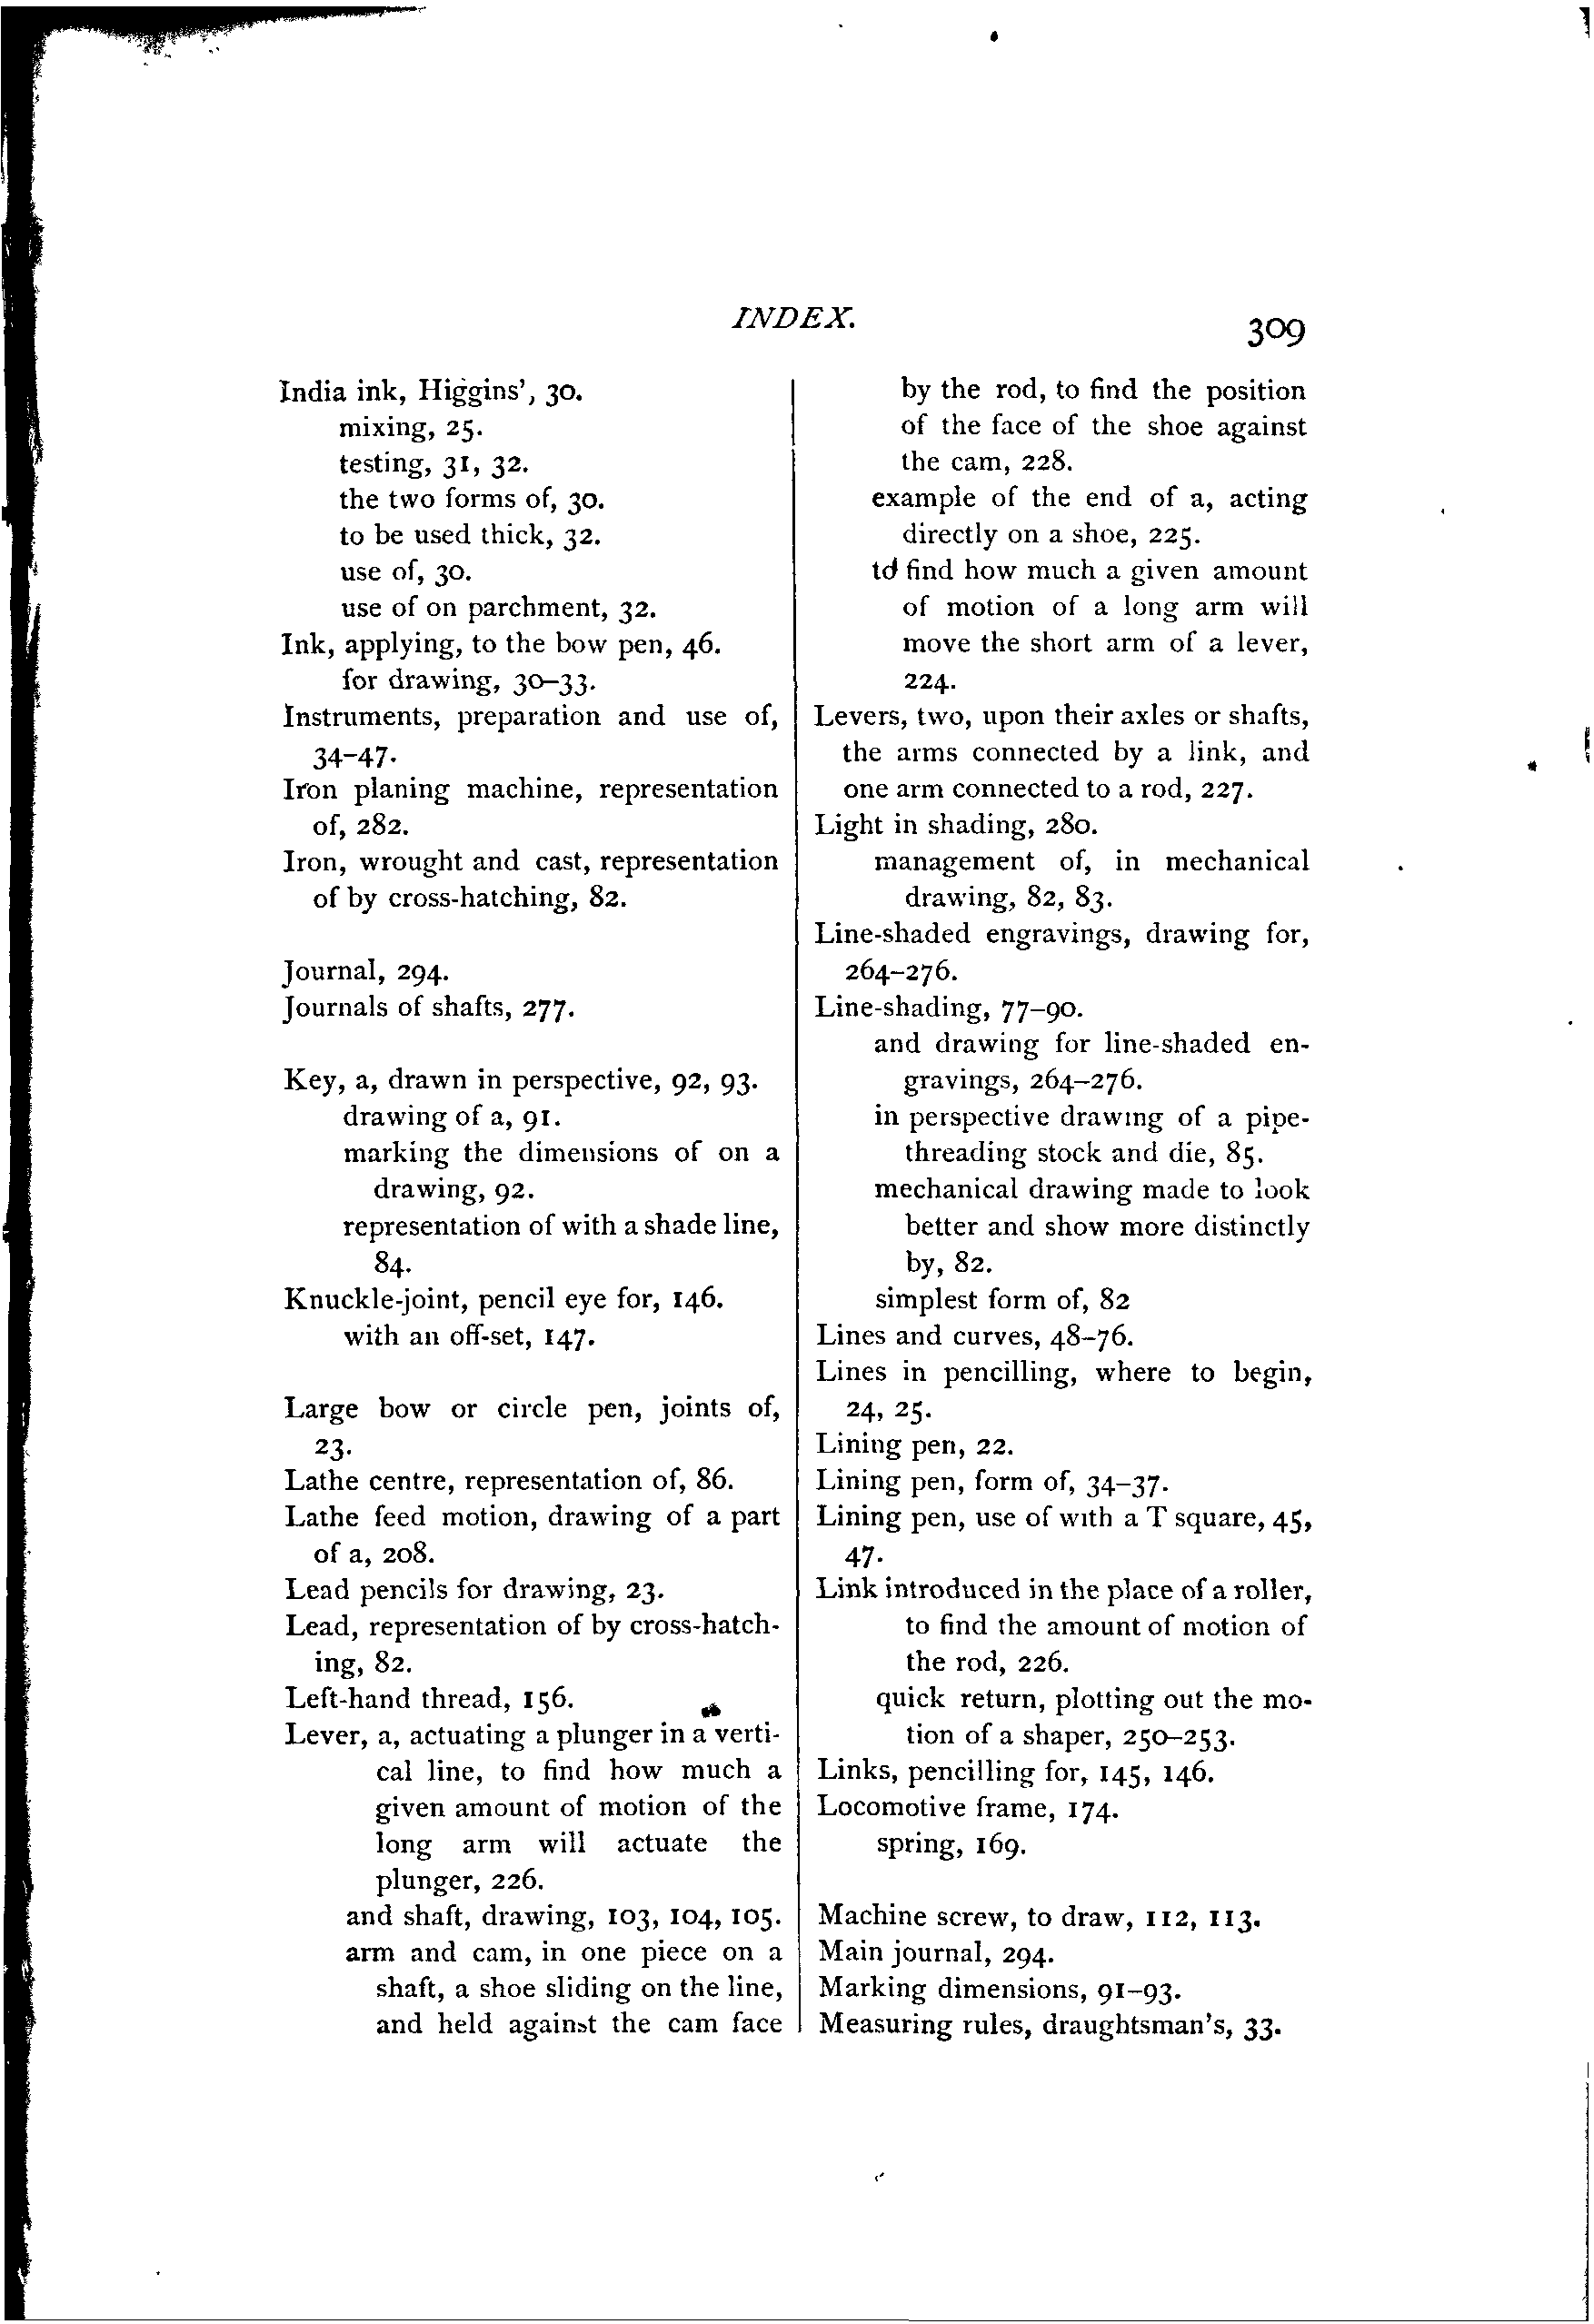 INDEX.
309
India ink, Higgins', 30.
mixing, 25.
testing, 31, 32.
the two forms of, 30.
to be used thick, 32.
use of, 30.
use of on parchment, 32.
Ink, applying, to the bow pen, 46.
for drawing, 30–33.
Instruments, preparation and use of,
34–47.
Iron planing machine, representation
of, 282.
Iron, wrought and cast, representation
of by cross-hatching, 82.
Journal, 294.
Journals of shafts, 277.
Key, a, drawn in perspective, 92, 93.
drawing of a, 91.
marking the dimensions of on a
drawing, 92.
representation of with a shade line,
84.
Knuckle-joint, pencil eye for, 146.
with an off-set, 147.
Large bow or circle pen, joints of,
23.
Lathe centre, representation of, 86.
Lathe feed motion, drawing of a part
of a, 208.
Lead pencils for drawing, 23.
Lead, representation of by cross-hatch-
ing, 82.
Left-hand thread, 156.
Lever, a, actuating a plunger in a verti-
cal line, to find how much a
given amount of motion of the
long arm will actuate the
plunger, 226.
and shaft, drawing, 103, 104, 105.
arm and cam, in one piece on a
shaft, a shoe sliding on the line,
and held against the cam face
by the rod, to find the position
of the face of the shoe against
the cam, 228.
example of the end of a, acting
directly on a shoe, 225.
to find how much a given amount
of motion of a long arm will
move the short arm of a lever,
224.
Levers, two, upon their axles or shafts,
the arms connected by a link, and
one arm connected to a rod, 227.
Light in shading, 280.
management of, in mechanical
drawing, 82, 83.
Line-shaded engravings, drawing for,
264–276.
Line-shading, 77–90.
and drawing for line-shaded en-
gravings, 264–276.
in perspective drawing of a pipe-
threading stock and die, 85.
mechanical drawing made to look
better and show more distinctly
by, 82.
simplest form of, 82
Lines and curves, 48–76.
Lines in pencilling, where to begin,
24, 25.
Lining pen, 22.
Lining pen, form of, 34–37.
Lining pen, use of with a T square, 45,
47.
Link introduced in the place of a roller,
to find the amount of motion of
the rod, 226.
quick return, plotting out the mo-
tion of a shaper, 250–253.
Links, pencilling for, 145, 146.
Locomotive frame, 174.
spring, 169.
Machine screw, to draw, 112, 113.
Main journal, 294.
Marking dimensions, 91–93.
Measuring rules, draughtsman's, 33.